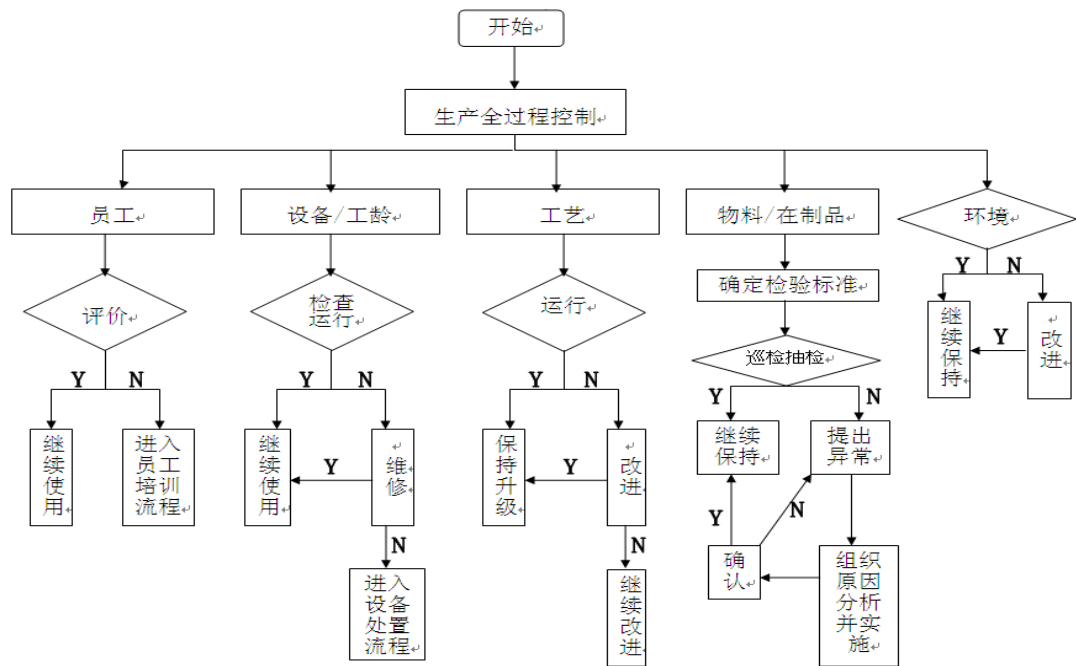 开始
生产全过程控制
员工
设备/工龄
工艺
物料/在制品
环境
评价
检查
运行
运行
确定检验标准
巡检抽检
Y
N
继续保持
Y
改进
Y
N
继续使用
进入
员工
培训
流程
Y
N
继续使用
Y
维修
N
进入
设备
处置
流程
Y
N
保持升级
Y
改进
N
继续改进
Y
N
继续
保持
提出
异常
Y
N
确认
组织
原因
分析
并实
施